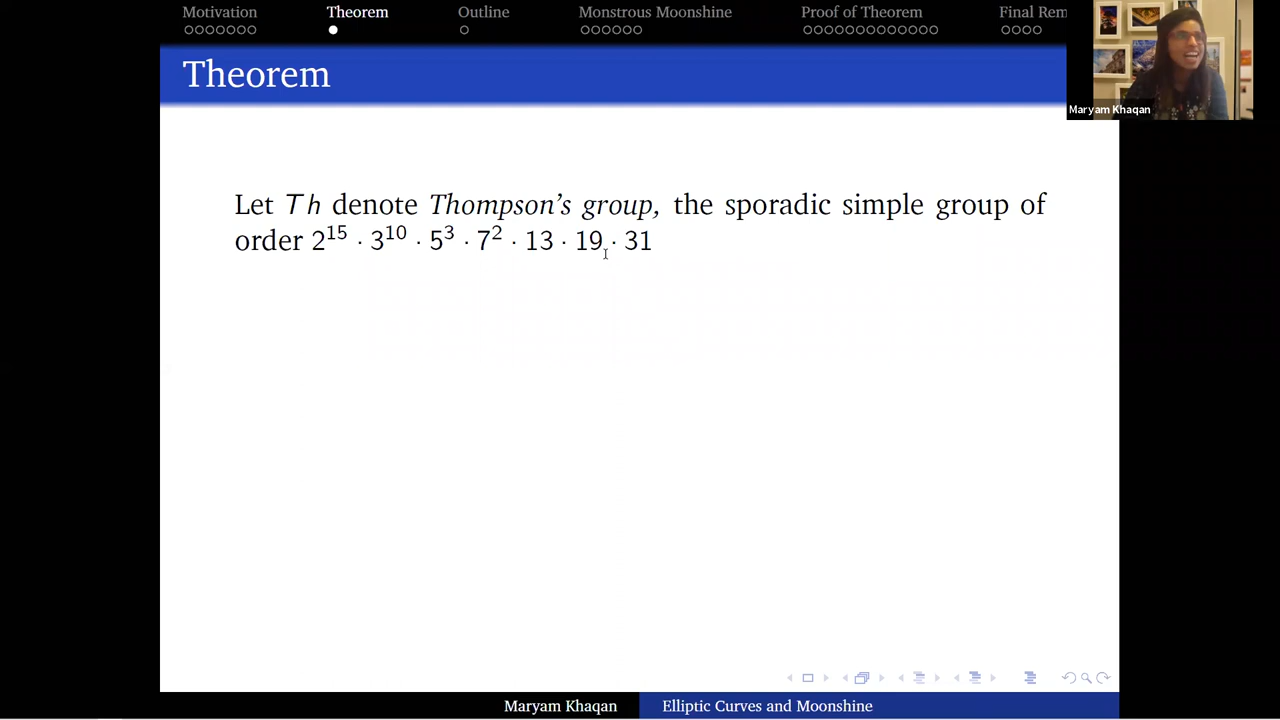 Motivation Theorem Outline Monstrous Moonshine Proof of Theorem Final Rem
Theorem
Maryam Khaqan
Let Th denote Thompson's group, the sporadic simple group of
order 2^15 · 3^10 · 5^3 · 7^2 · 13 · 19 · 31
Maryam Khaqan Elliptic Curves and Moonshine